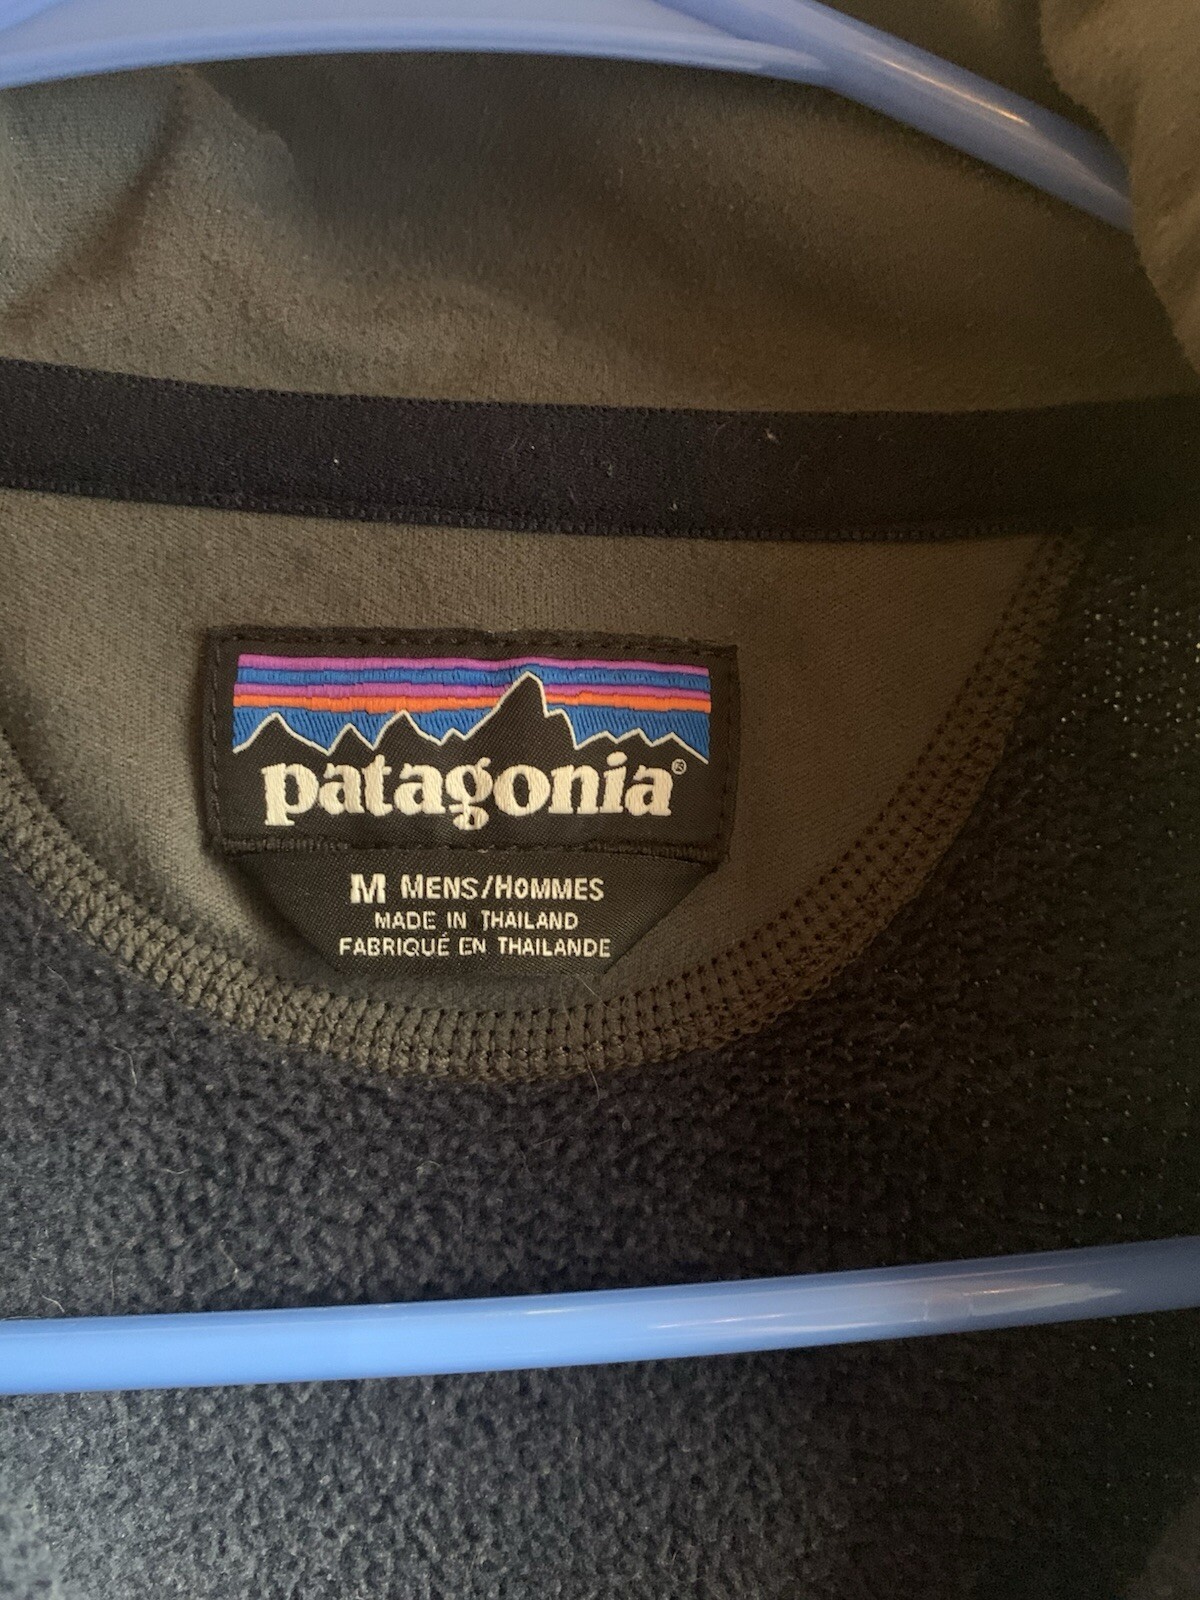 patagonia®
M MENS/HOMMES
MADE IN THAILAND
FABRIQUÉ EN THAILANDE